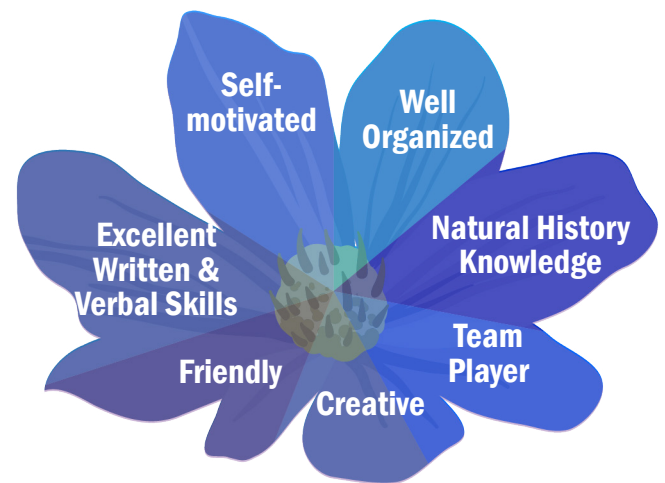 Self-
motivated
Well
Organized
Natural History
Knowledge
Excellent
Written &
Verbal Skills
Team
Player
Friendly
Creative